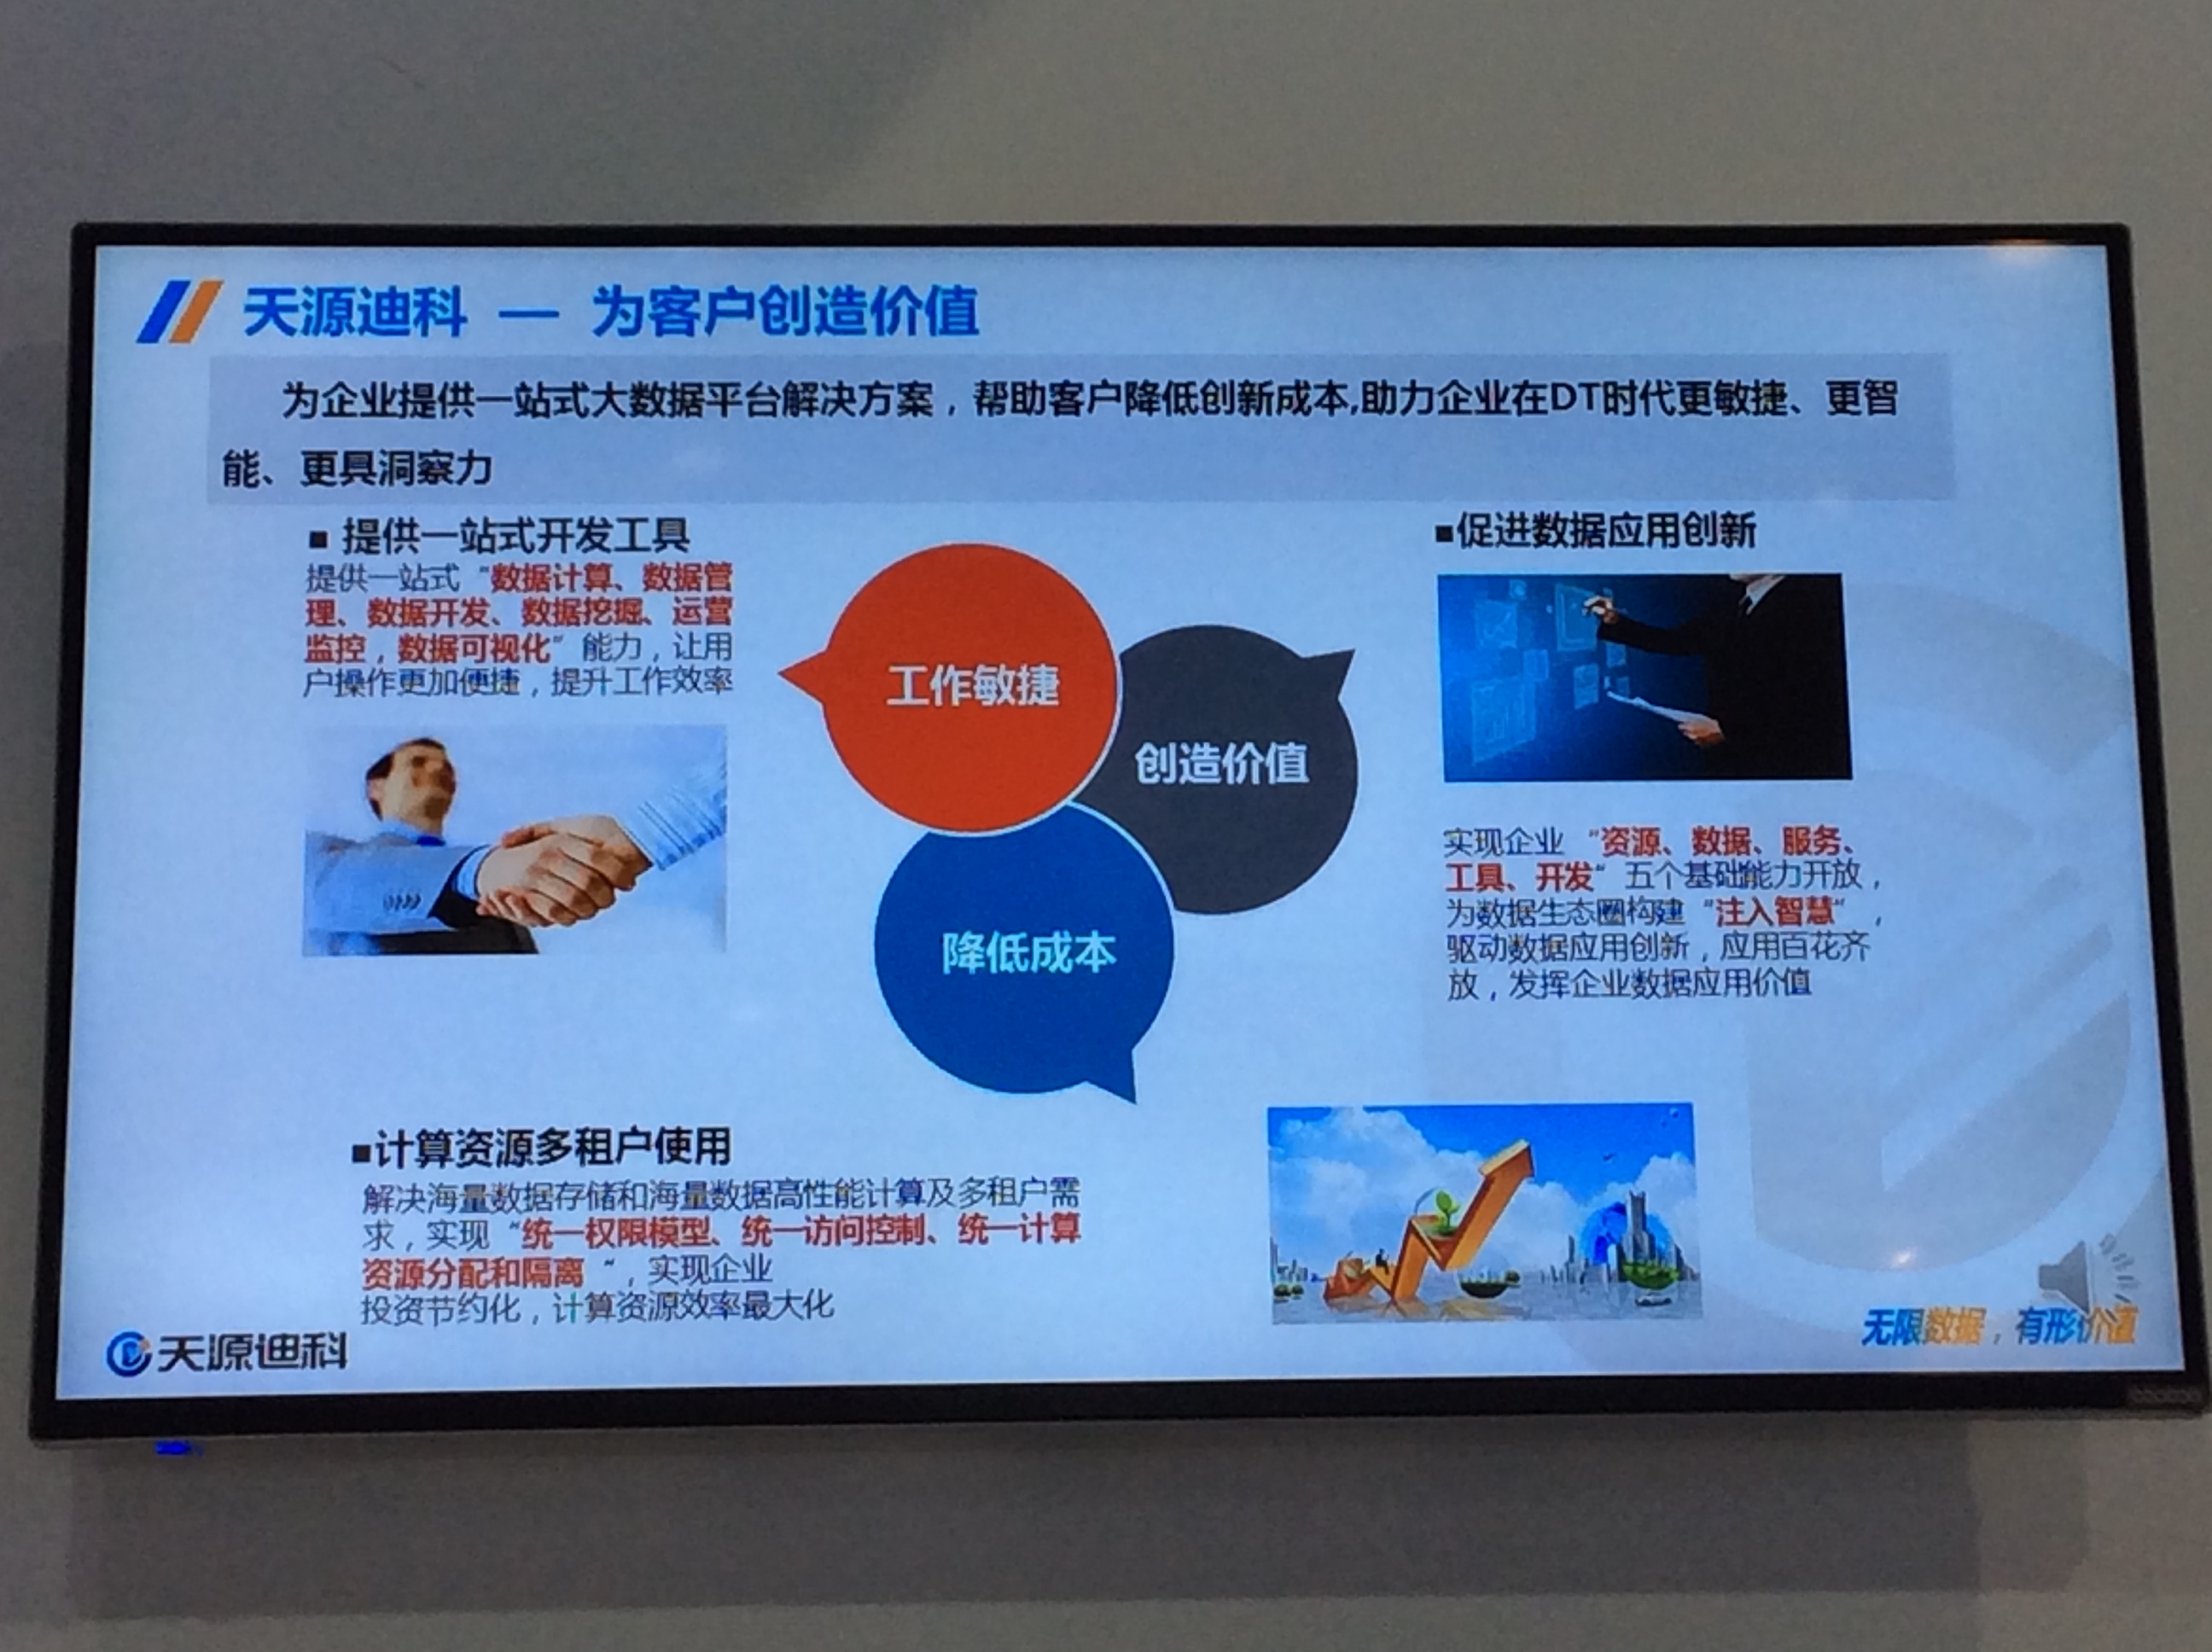 天源迪科 — 为客户创造价值
为企业提供一站式大数据平台解决方案，帮助客户降低创新成本,助力企业在DT时代更敏捷、更智
能、更具洞察力
■ 提供一站式开发工具
提供一站式“数据计算、数据管
理、数据开发、数据挖掘、运营
监控，数据可视化”能力，让用
户操作更加便捷，提升工作效率
工作敏捷
创造价值
降低成本
■促进数据应用创新
实现企业“资源、数据、服务、
工具、开发”五个基础能力开放，
为数据生态圈构建“注入智慧”，
驱动数据应用创新，应用百花齐
放，发挥企业数据应用价值
■计算资源多租户使用
解决海量数据存储和海量数据高性能计算及多租户需
求，实现“统一权限模型、统一访问控制、统一计算
资源分配和隔离“，实现企业
投资节约化，计算资源效率最大化
天源迪科
无限数据，有形价值